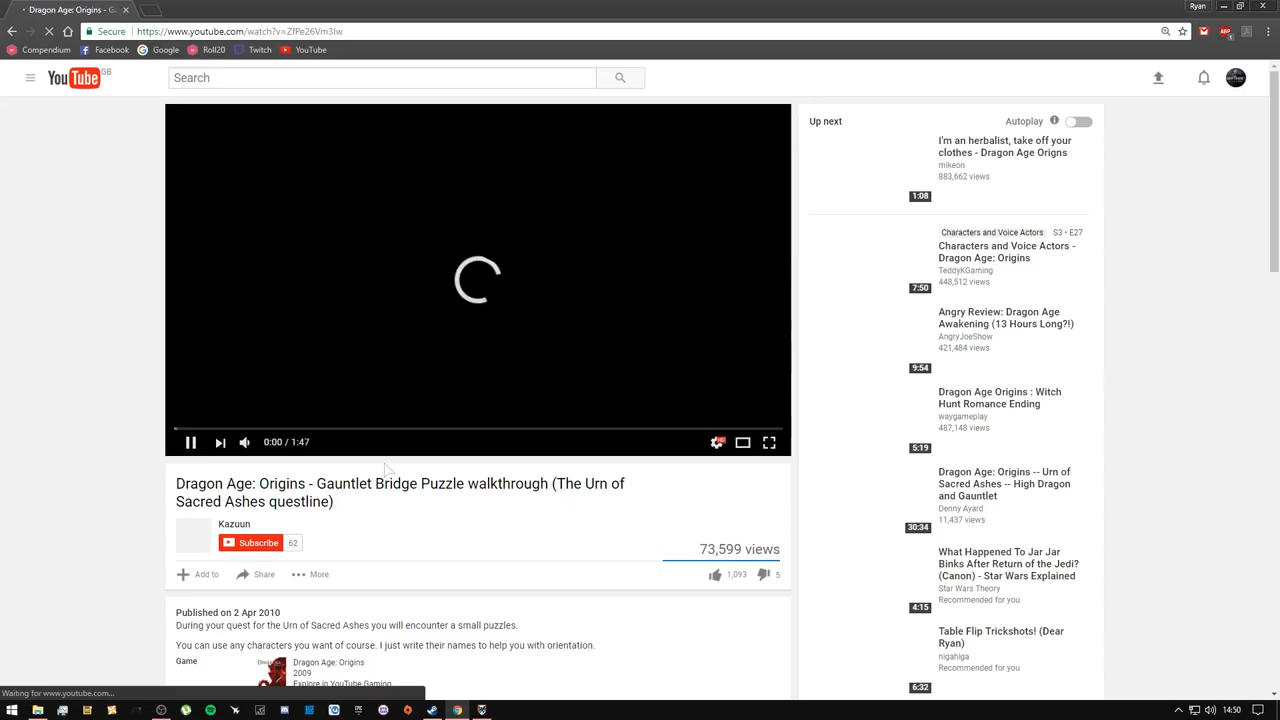 Dragon Age: Origins - G
Ryan
Secure
https://www.youtube.com/watch?v=ZfPe26Vm3Iw
Compendium
Facebook
Google
Roll20
Twitch
YouTube
YouTube GB
Search
Up next
Autoplay
I'm an herbalist, take off your
clothes - Dragon Age Origns
mikeon
883,662 views
1:08
Characters and Voice Actors S3 • E27
Characters and Voice Actors -
Dragon Age: Origins
TeddyKGaming
448,512 views
7:50
Angry Review: Dragon Age
Awakening (13 Hours Long?!)
AngryJoeShow
421,484 views
9:54
Dragon Age Origins : Witch
Hunt Romance Ending
waygameplay
487,148 views
5:19
Dragon Age: Origins -- Urn of
Sacred Ashes -- High Dragon
and Gauntlet
Denny Ayard
11,437 views
30:34
What Happened To Jar Jar
Binks After Return of the Jedi?
(Canon) - Star Wars Explained
Star Wars Theory
Recommended for you
4:15
Table Flip Trickshots! (Dear
Ryan)
nigahiga
Recommended for you
6:32
0:00 / 1:47
HD
Dragon Age: Origins - Gauntlet Bridge Puzzle walkthrough (The Urn of
Sacred Ashes questline)
Kazuun
Subscribe 62
73,599 views
Add to
Share
More
1,093
5
Published on 2 Apr 2010
During your quest for the Urn of Sacred Ashes you will encounter a small puzzles.
You can use any characters you want of course. I just write their names to help you with orientation.
Game
Dragon Age: Origins
2009
Explore in YouTube Gaming
Waiting for www.youtube.com...
14:50